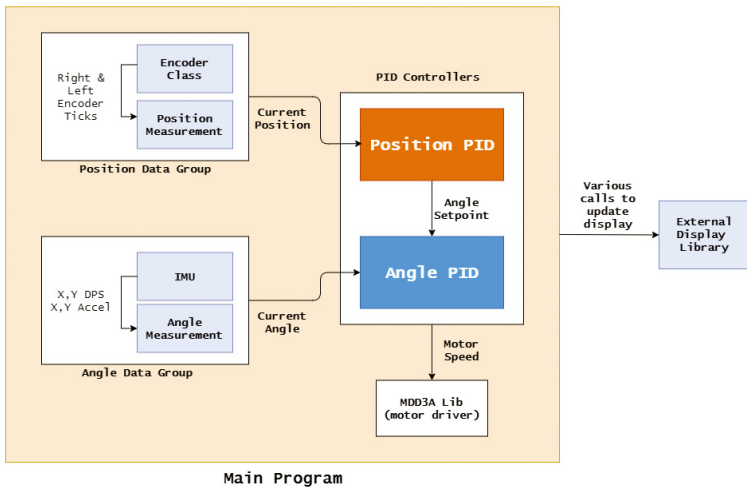 Right &
Left
Encoder
Ticks
Encoder
Class
Position
Measurement
Position Data Group
Current
Position
PID Controllers
Position PID
Angle
Setpoint
Angle PID
X,Y DPS
X,Y Accel
IMU
Angle
Measurement
Angle Data Group
Current
Angle
Motor
Speed
MDD3A Lib
(motor driver)
Various
calls to
update
display
External
Display
Library
Main Program